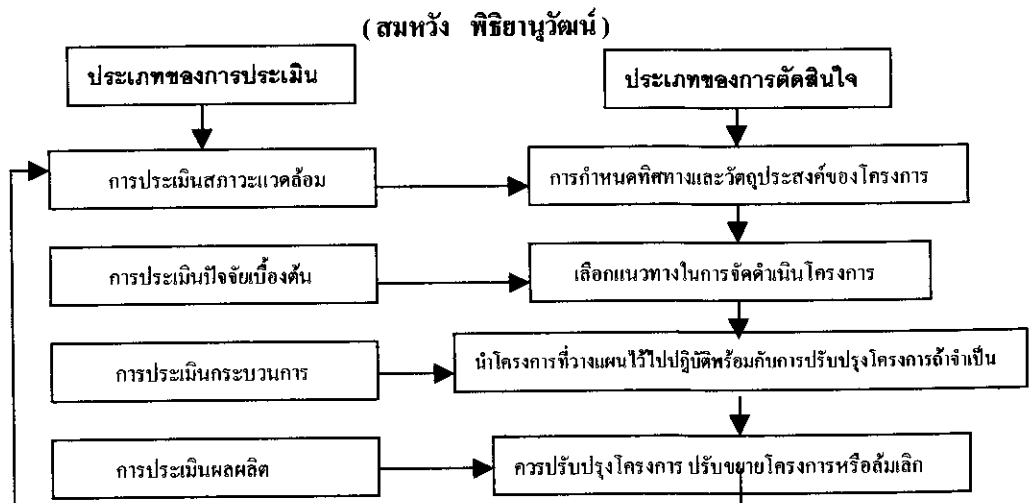 ( สมหวัง พิธิยานุวัฒน์ )
ประเภทของการประเมิน
ประเภทของการตัดสินใจ
การประเมินสภาวะแวดล้อม
การกำหนดทิศทางและวัตถุประสงค์ของโครงการ
การประเมินปัจจัยเบื้องต้น
เลือกแนวทางในการจัดดำเนินโครงการ
การประเมินกระบวนการ
นำโครงการที่วางแผนไว้ไปปฏิบัติพร้อมกับการปรับปรุงโครงการถ้าจำเป็น
การประเมินผลผลิต
ควรปรับปรุงโครงการ ปรับขยายโครงการหรือล้มเลิก